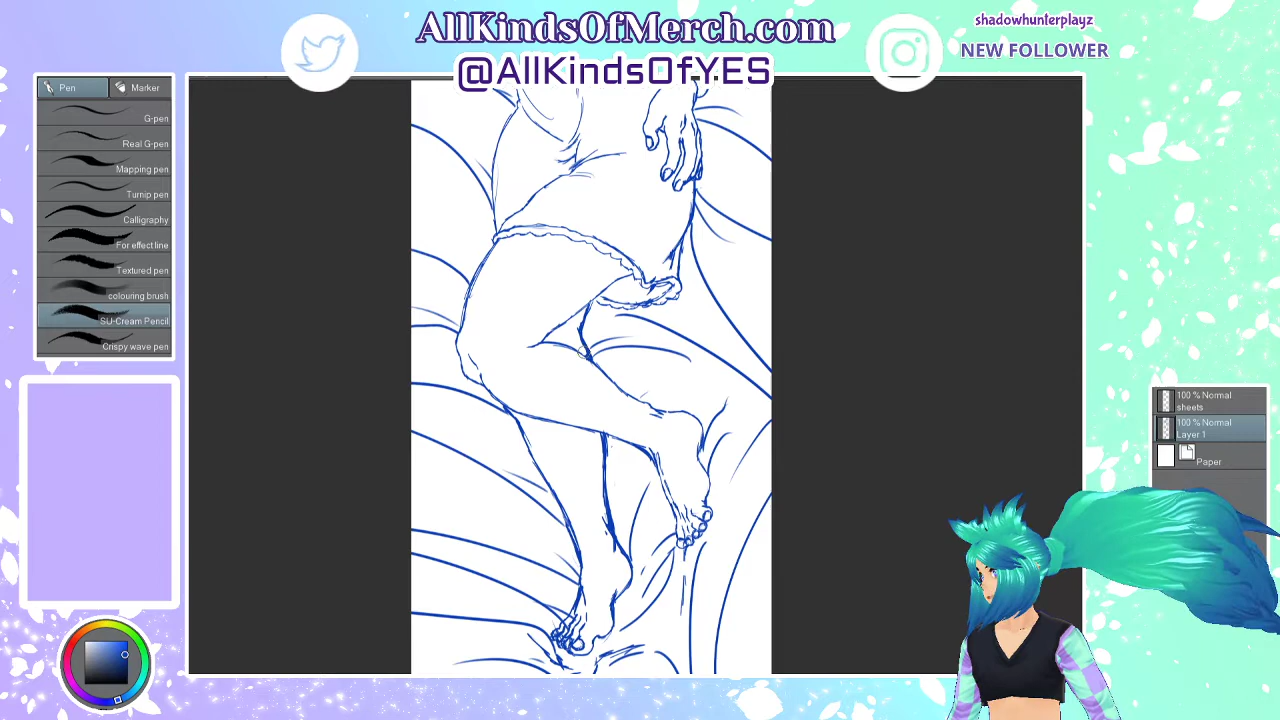 AllKindsOfMerch.com
@AllKindsOfYES
shadowhunterplayz
NEW FOLLOWER
Pen
Marker
G-pen
Real G-pen
Mapping pen
Turnip pen
Calligraphy
For effect line
Textured pen
colouring brush
SU-Cream Pencil
Crispy wave pen
100 % Normal
sheets
100 % Normal
Layer 1
Paper